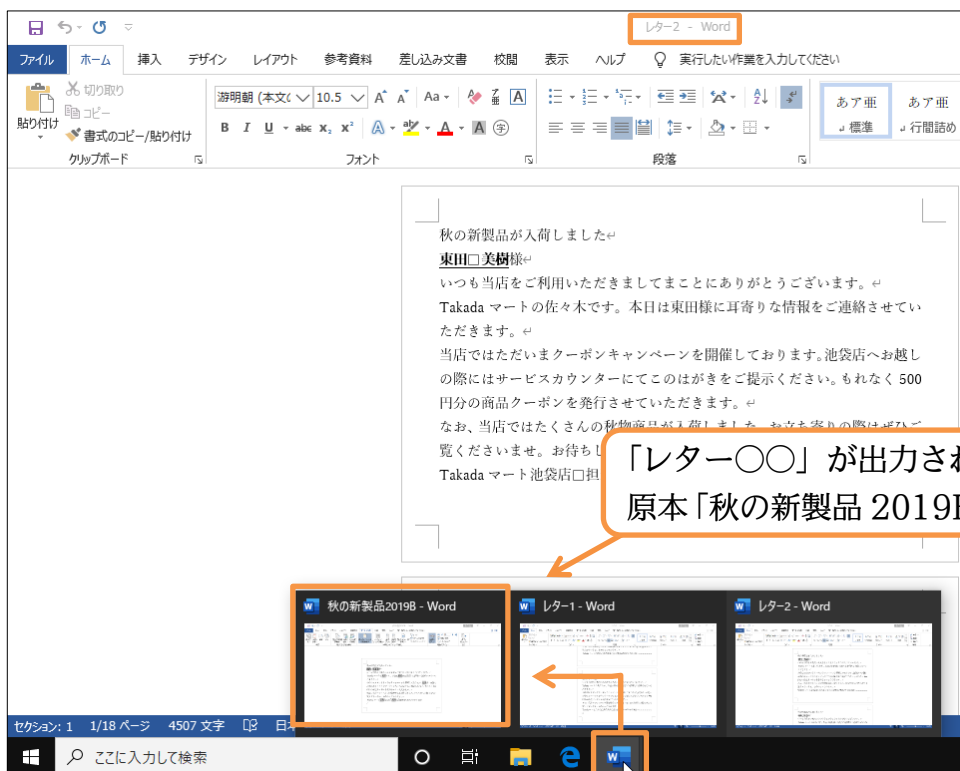 レター2 - Word
ファイル ホーム 挿入 デザイン レイアウト 参考資料 差し込み文書 校閲 表示 ヘルプ 実行したい作業を入力してください
貼り付け
切り取り
コピー
書式のコピー/貼り付け
クリップボード
游明朝 (本文( 10.5
フォント
段落
あア亜 あア亜
標準 行間詰め
秋の新製品が入荷しました
東田□美樹様
いつも当店をご利用いただきましてまことにありがとうございます。
Takada マートの佐々木です。本日は東田様に耳寄りな情報をご連絡させてい
ただきます。
当店ではただいまクーポンキャンペーンを開催しております。池袋店へお越し
の際にはサービスカウンターにてこのはがきをご提示ください。もれなく 500
円分の商品クーポンを発行させていただきます。
なお、当店ではたくさんの秋物商品が入荷しました。お立ち寄りの際はぜひご
覧くださいませ。お待ちし
Takada マート池袋店□担
「レター○○」が出力され
原本「秋の新製品 2019B
秋の新製品2019B - Word
レター1 - Word
レター2 - Word
セクション: 1 1/18 ページ 4507 文字 日本
ここに入力して検索